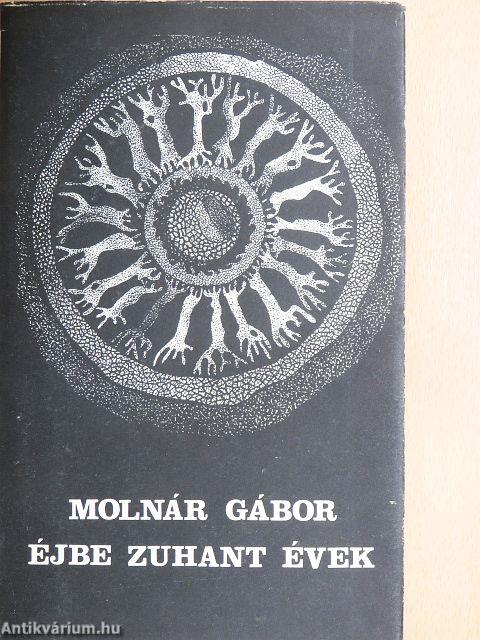 MOLNÁR GÁBOR
ÉJBE ZUHANT ÉVEK
Antikvárium.hu